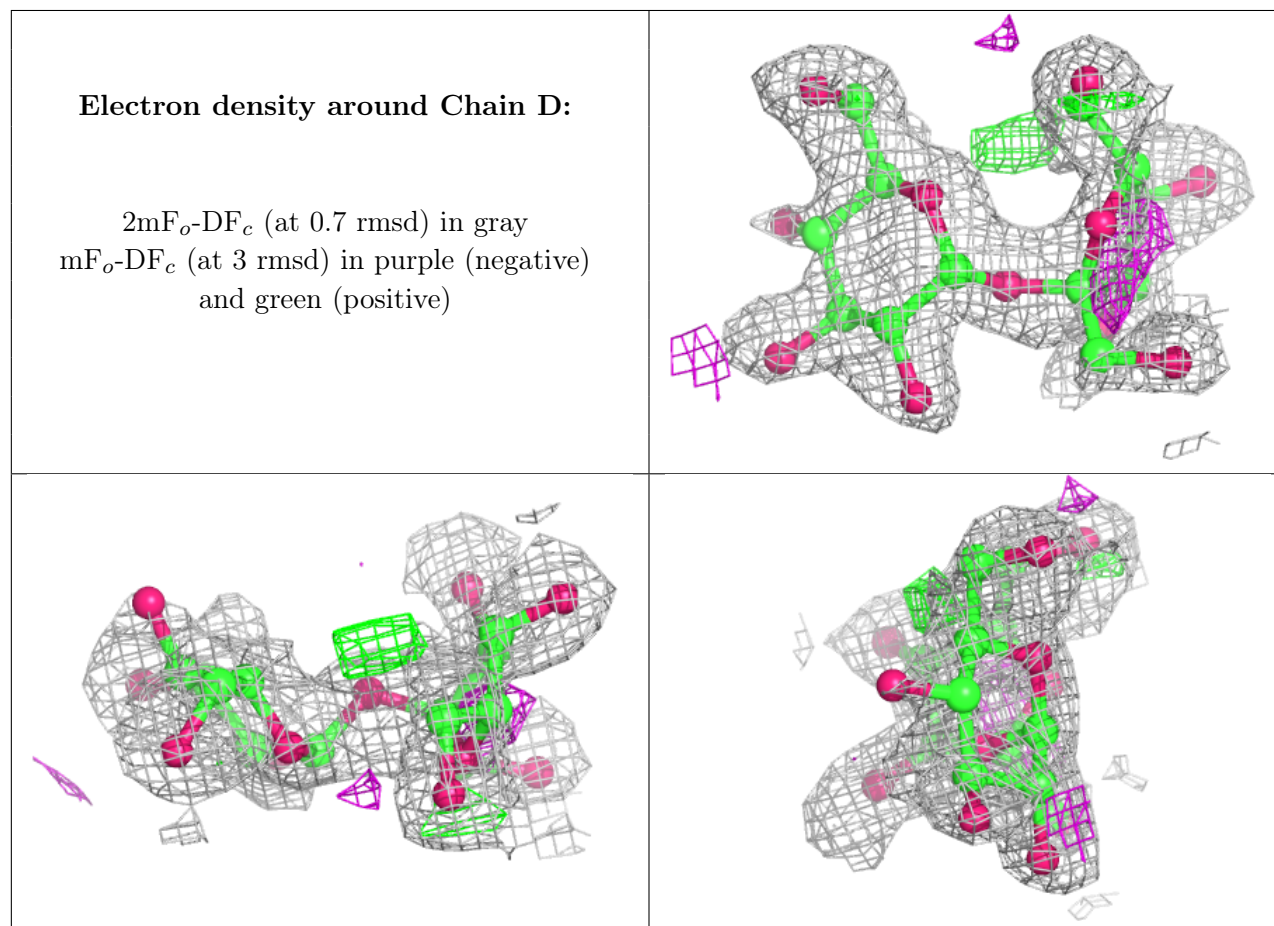 Electron density around Chain D:
2mFₒ-DF𝑐 (at 0.7 rmsd) in gray
mFₒ-DF𝑐 (at 3 rmsd) in purple (negative)
and green (positive)